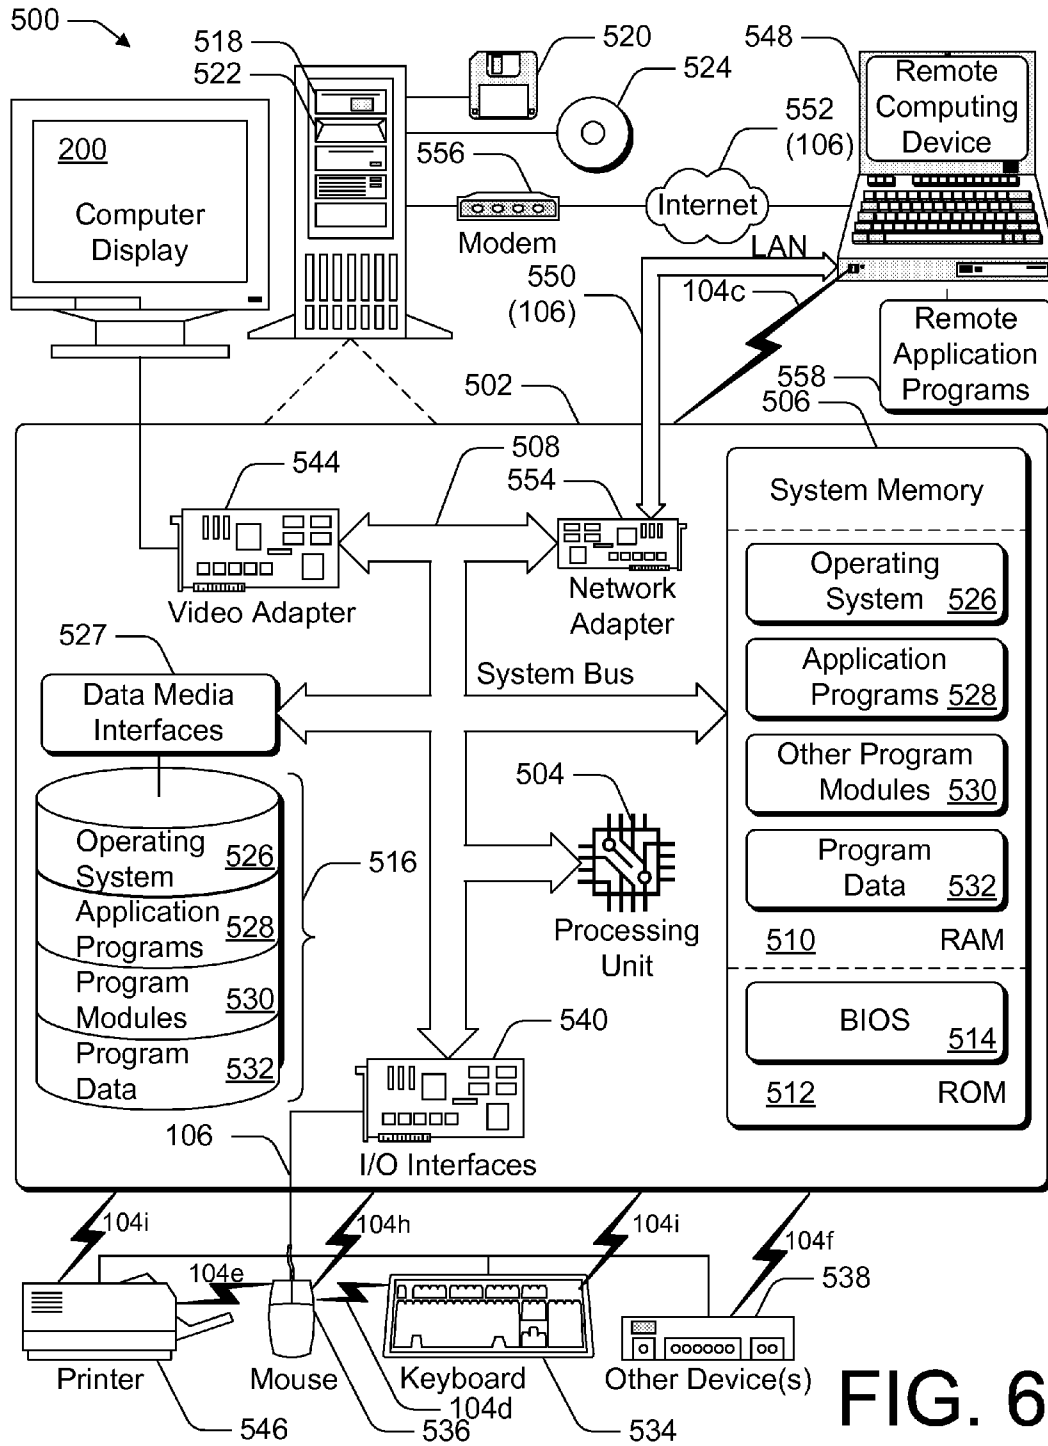 500
518
522
520
524
548
Remote
Computing
Device
552
(106)
556
200
Computer
Display
Modem
Internet
LAN
550
(106)
104c
Remote
Application
Programs
558
502
506
544
508
554
System Memory
Operating
System 526
Video Adapter
Network
Adapter
527
Data Media
Interfaces
System Bus
Application
Programs 528
Other Program
Modules 530
504
Operating
System 526
516
Program
Data 532
Application
Programs 528
Processing
Unit
510 RAM
Program
Modules 530
540
BIOS 514
Program
Data 532
512 ROM
106
I/O Interfaces
104i
104h
104i
104f
104e
538
Printer
Mouse
Keyboard
Other Device(s)
104d
546
536
534
FIG. 6